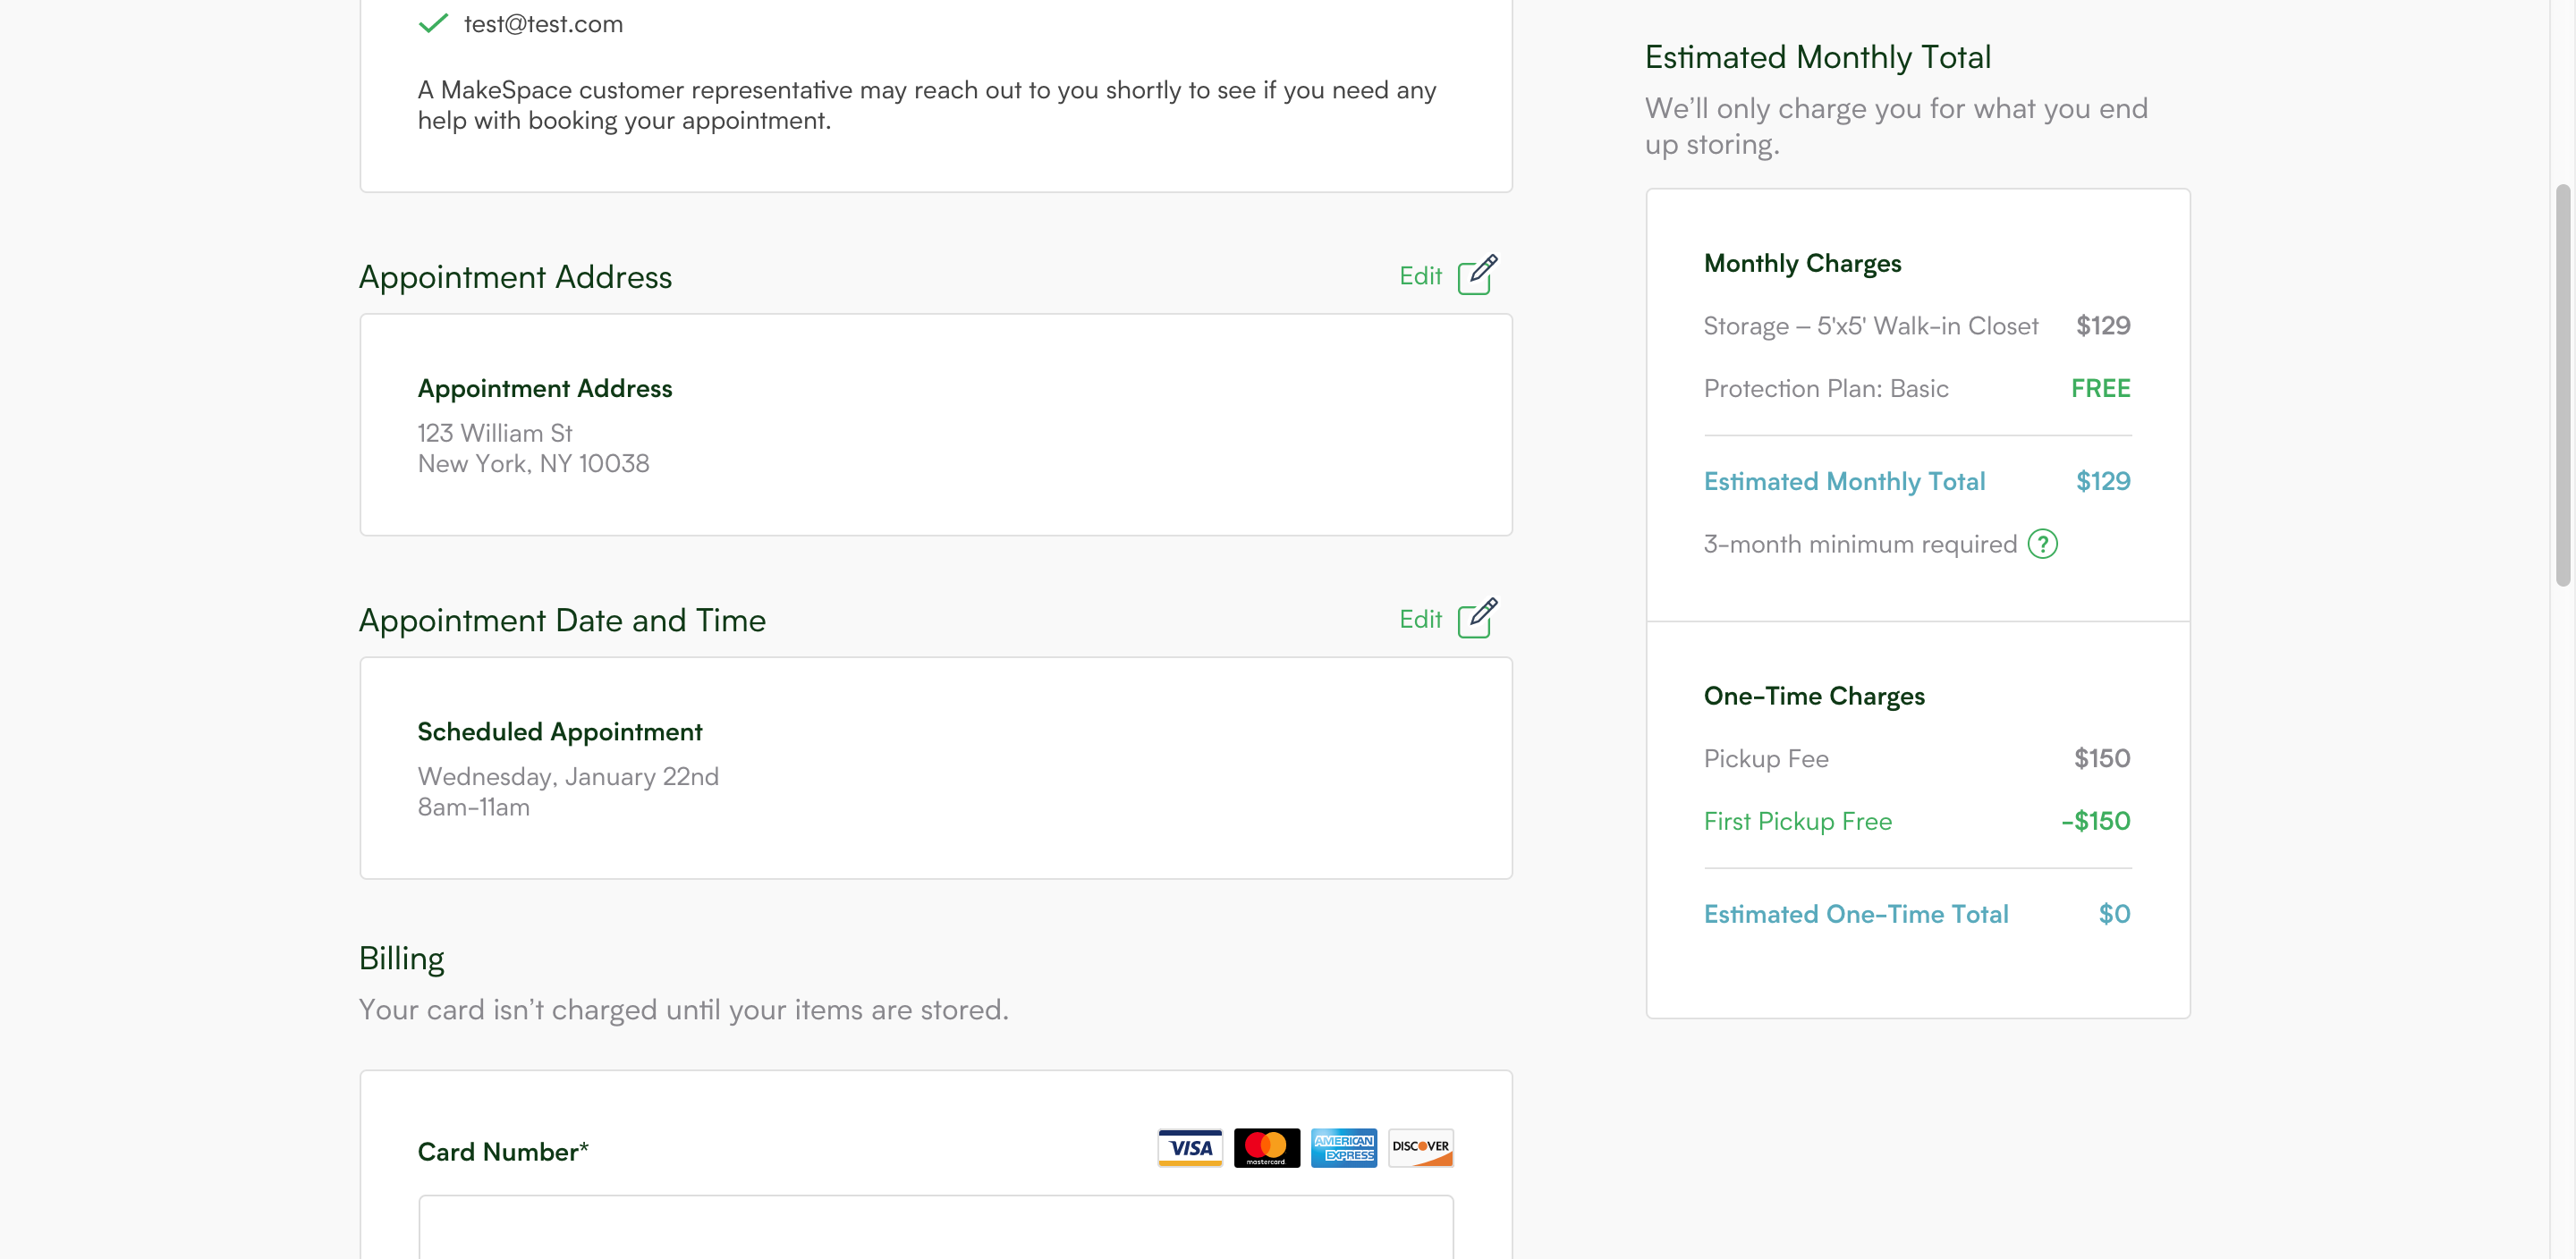 test@test.com
A MakeSpace customer representative may reach out to you shortly to see if you need any
help with booking your appointment.
Appointment Address
Edit
Appointment Address
123 William St
New York, NY 10038
Appointment Date and Time
Edit
Scheduled Appointment
Wednesday, January 22nd
8am-11am
Billing
Your card isn’t charged until your items are stored.
Card Number*
VISA
mastercard
AMERICAN
EXPRESS
DISCOVER
Estimated Monthly Total
We’ll only charge you for what you end
up storing.
Monthly Charges
Storage – 5'x5' Walk-in Closet $129
Protection Plan: Basic FREE
Estimated Monthly Total $129
3-month minimum required ?
One-Time Charges
Pickup Fee $150
First Pickup Free -$150
Estimated One-Time Total $0